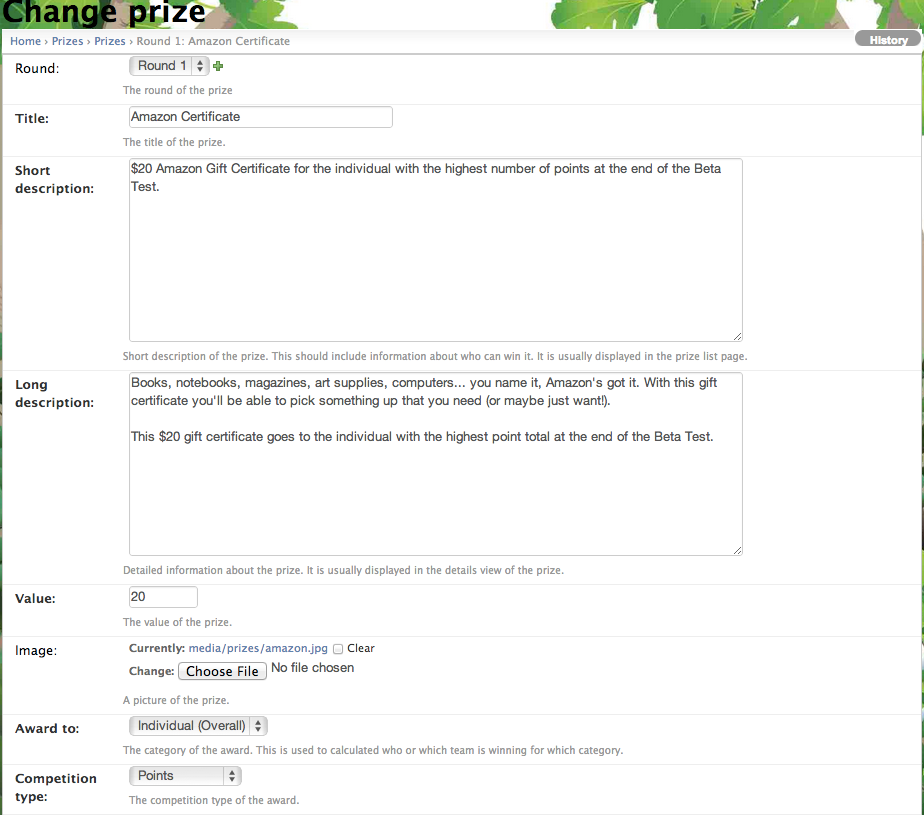 Change prize
Home › Prizes › Prizes › Round 1: Amazon Certificate
History
Round: Round 1
The round of the prize
Title: Amazon Certificate
The title of the prize.
Short description:
$20 Amazon Gift Certificate for the individual with the highest number of points at the end of the Beta
Test.
Short description of the prize. This should include information about who can win it. It is usually displayed in the prize list page.
Long description:
Books, notebooks, magazines, art supplies, computers... you name it, Amazon's got it. With this gift
certificate you'll be able to pick something up that you need (or maybe just want!).
This $20 gift certificate goes to the individual with the highest point total at the end of the Beta Test.
Detailed information about the prize. It is usually displayed in the details view of the prize.
Value: 20
The value of the prize.
Image: Currently: media/prizes/amazon.jpg Clear
Change: Choose File No file chosen
A picture of the prize.
Award to: Individual (Overall)
The category of the award. This is used to calculated who or which team is winning for which category.
Competition type: Points
The competition type of the award.